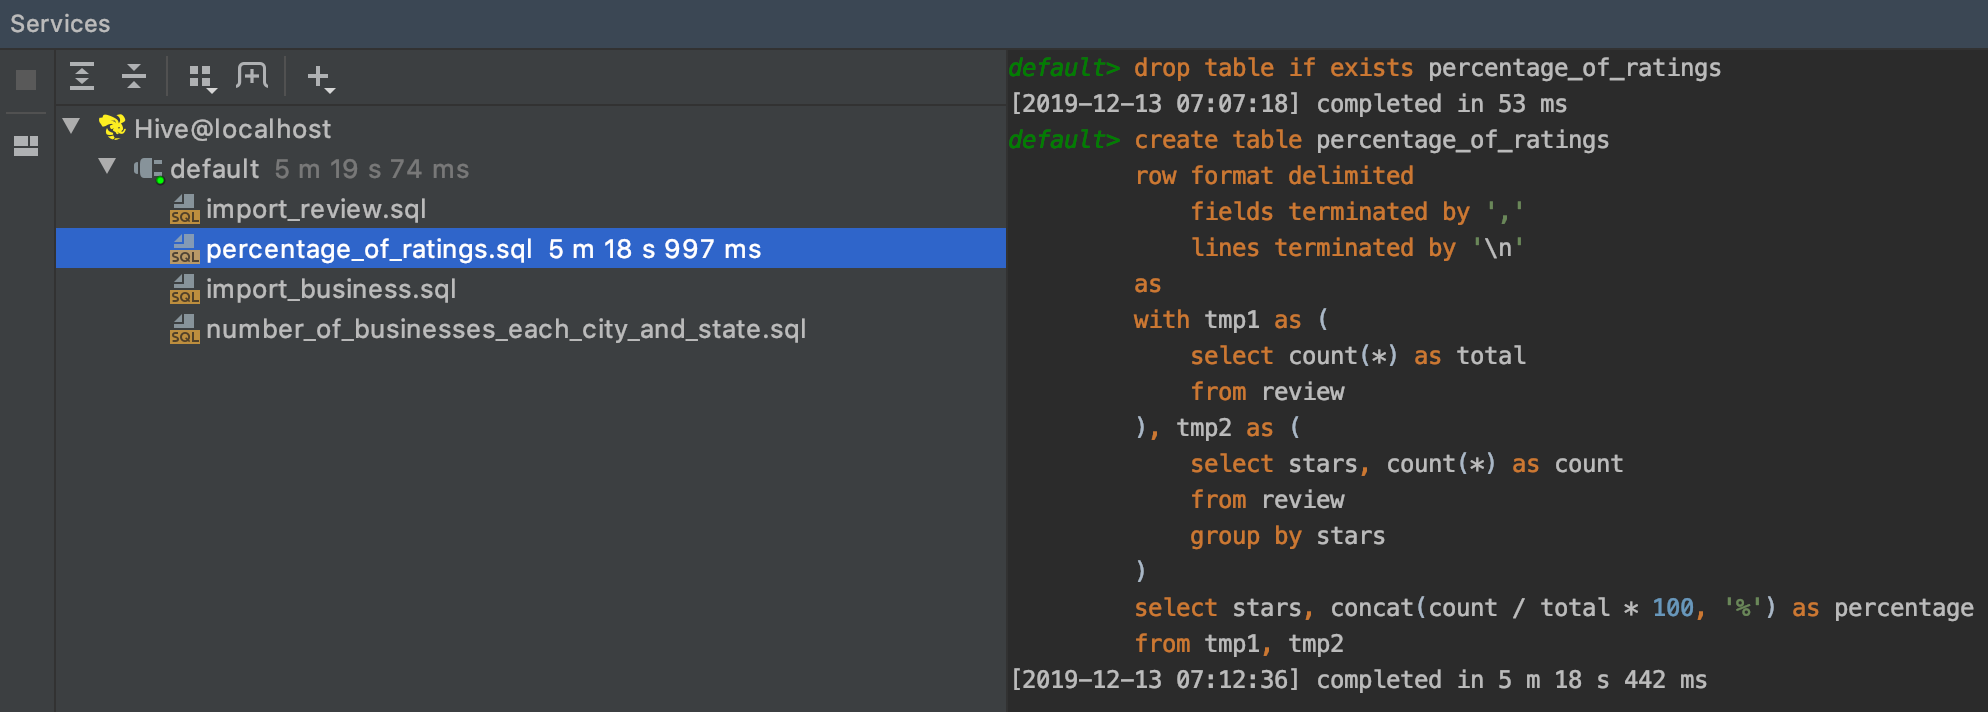 Services
Hive@localhost
default 5 m 19 s 74 ms
SQL import_review.sql
SQL percentage_of_ratings.sql 5 m 18 s 997 ms
SQL import_business.sql
SQL number_of_businesses_each_city_and_state.sql
default> drop table if exists percentage_of_ratings
[2019-12-13 07:07:18] completed in 53 ms
default> create table percentage_of_ratings
row format delimited
fields terminated by ','
lines terminated by '\n'
as
with tmp1 as (
select count(*) as total
from review
), tmp2 as (
select stars, count(*) as count
from review
group by stars
)
select stars, concat(count / total * 100, '%') as percentage
from tmp1, tmp2
[2019-12-13 07:12:36] completed in 5 m 18 s 442 ms